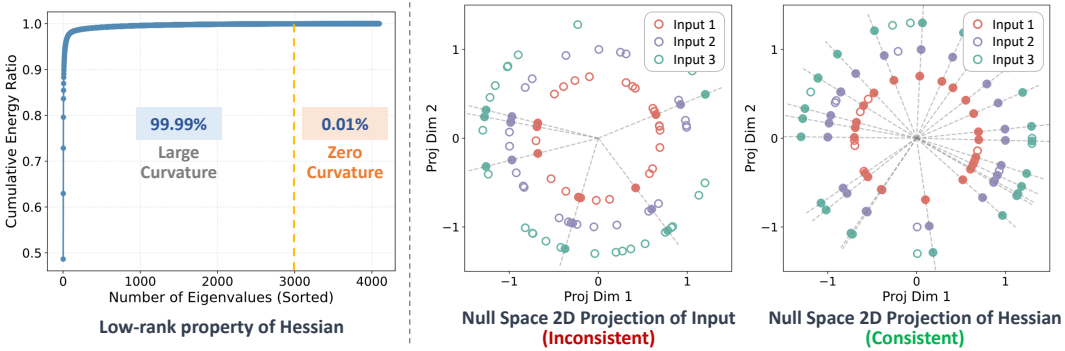 Cumulative Energy Ratio
1.0
0.9
0.8
0.7
0.6
0.5
99.99%
Large
Curvature
0.01%
Zero
Curvature
0 1000 2000 3000 4000
Number of Eigenvalues (Sorted)
Low-rank property of Hessian
Proj Dim 2
1
0
−1
Input 1
Input 2
Input 3
−1 0 1
Proj Dim 1
Null Space 2D Projection of Input
(Inconsistent)
1
0
−1
Input 1
Input 2
Input 3
−1 0 1
Proj Dim 1
Null Space 2D Projection of Hessian
(Consistent)